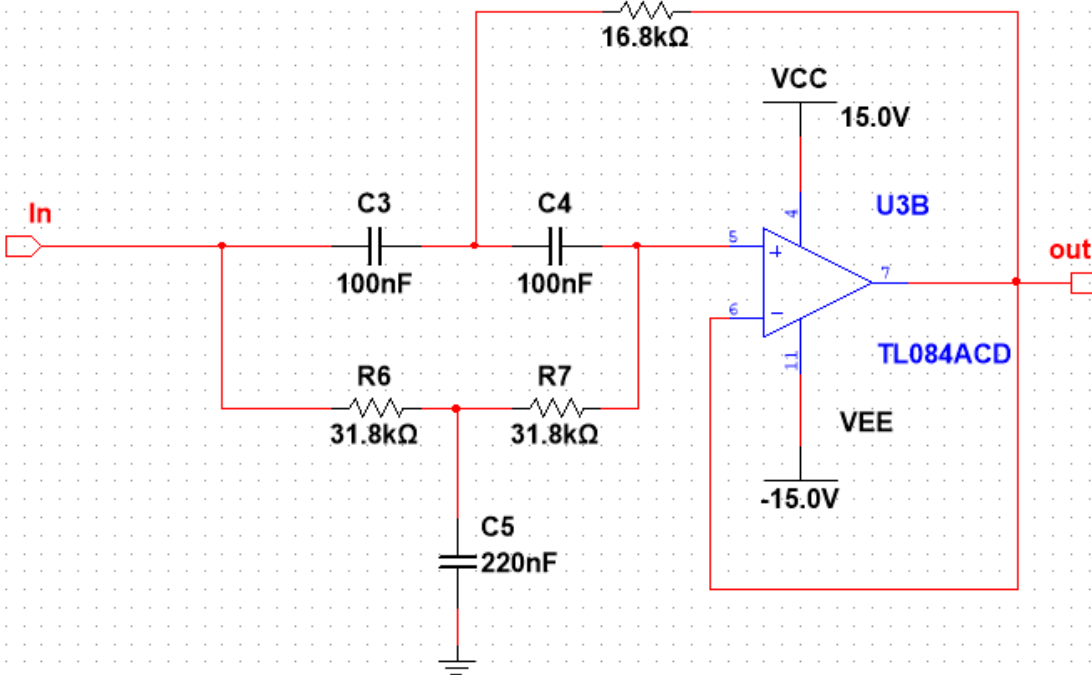 16.8kΩ
VCC
15.0V
In
C3
C4
4
U3B
5
+
100nF
100nF
7
out
6
−
11
TL084ACD
R6
R7
31.8kΩ
31.8kΩ
VEE
-15.0V
C5
220nF